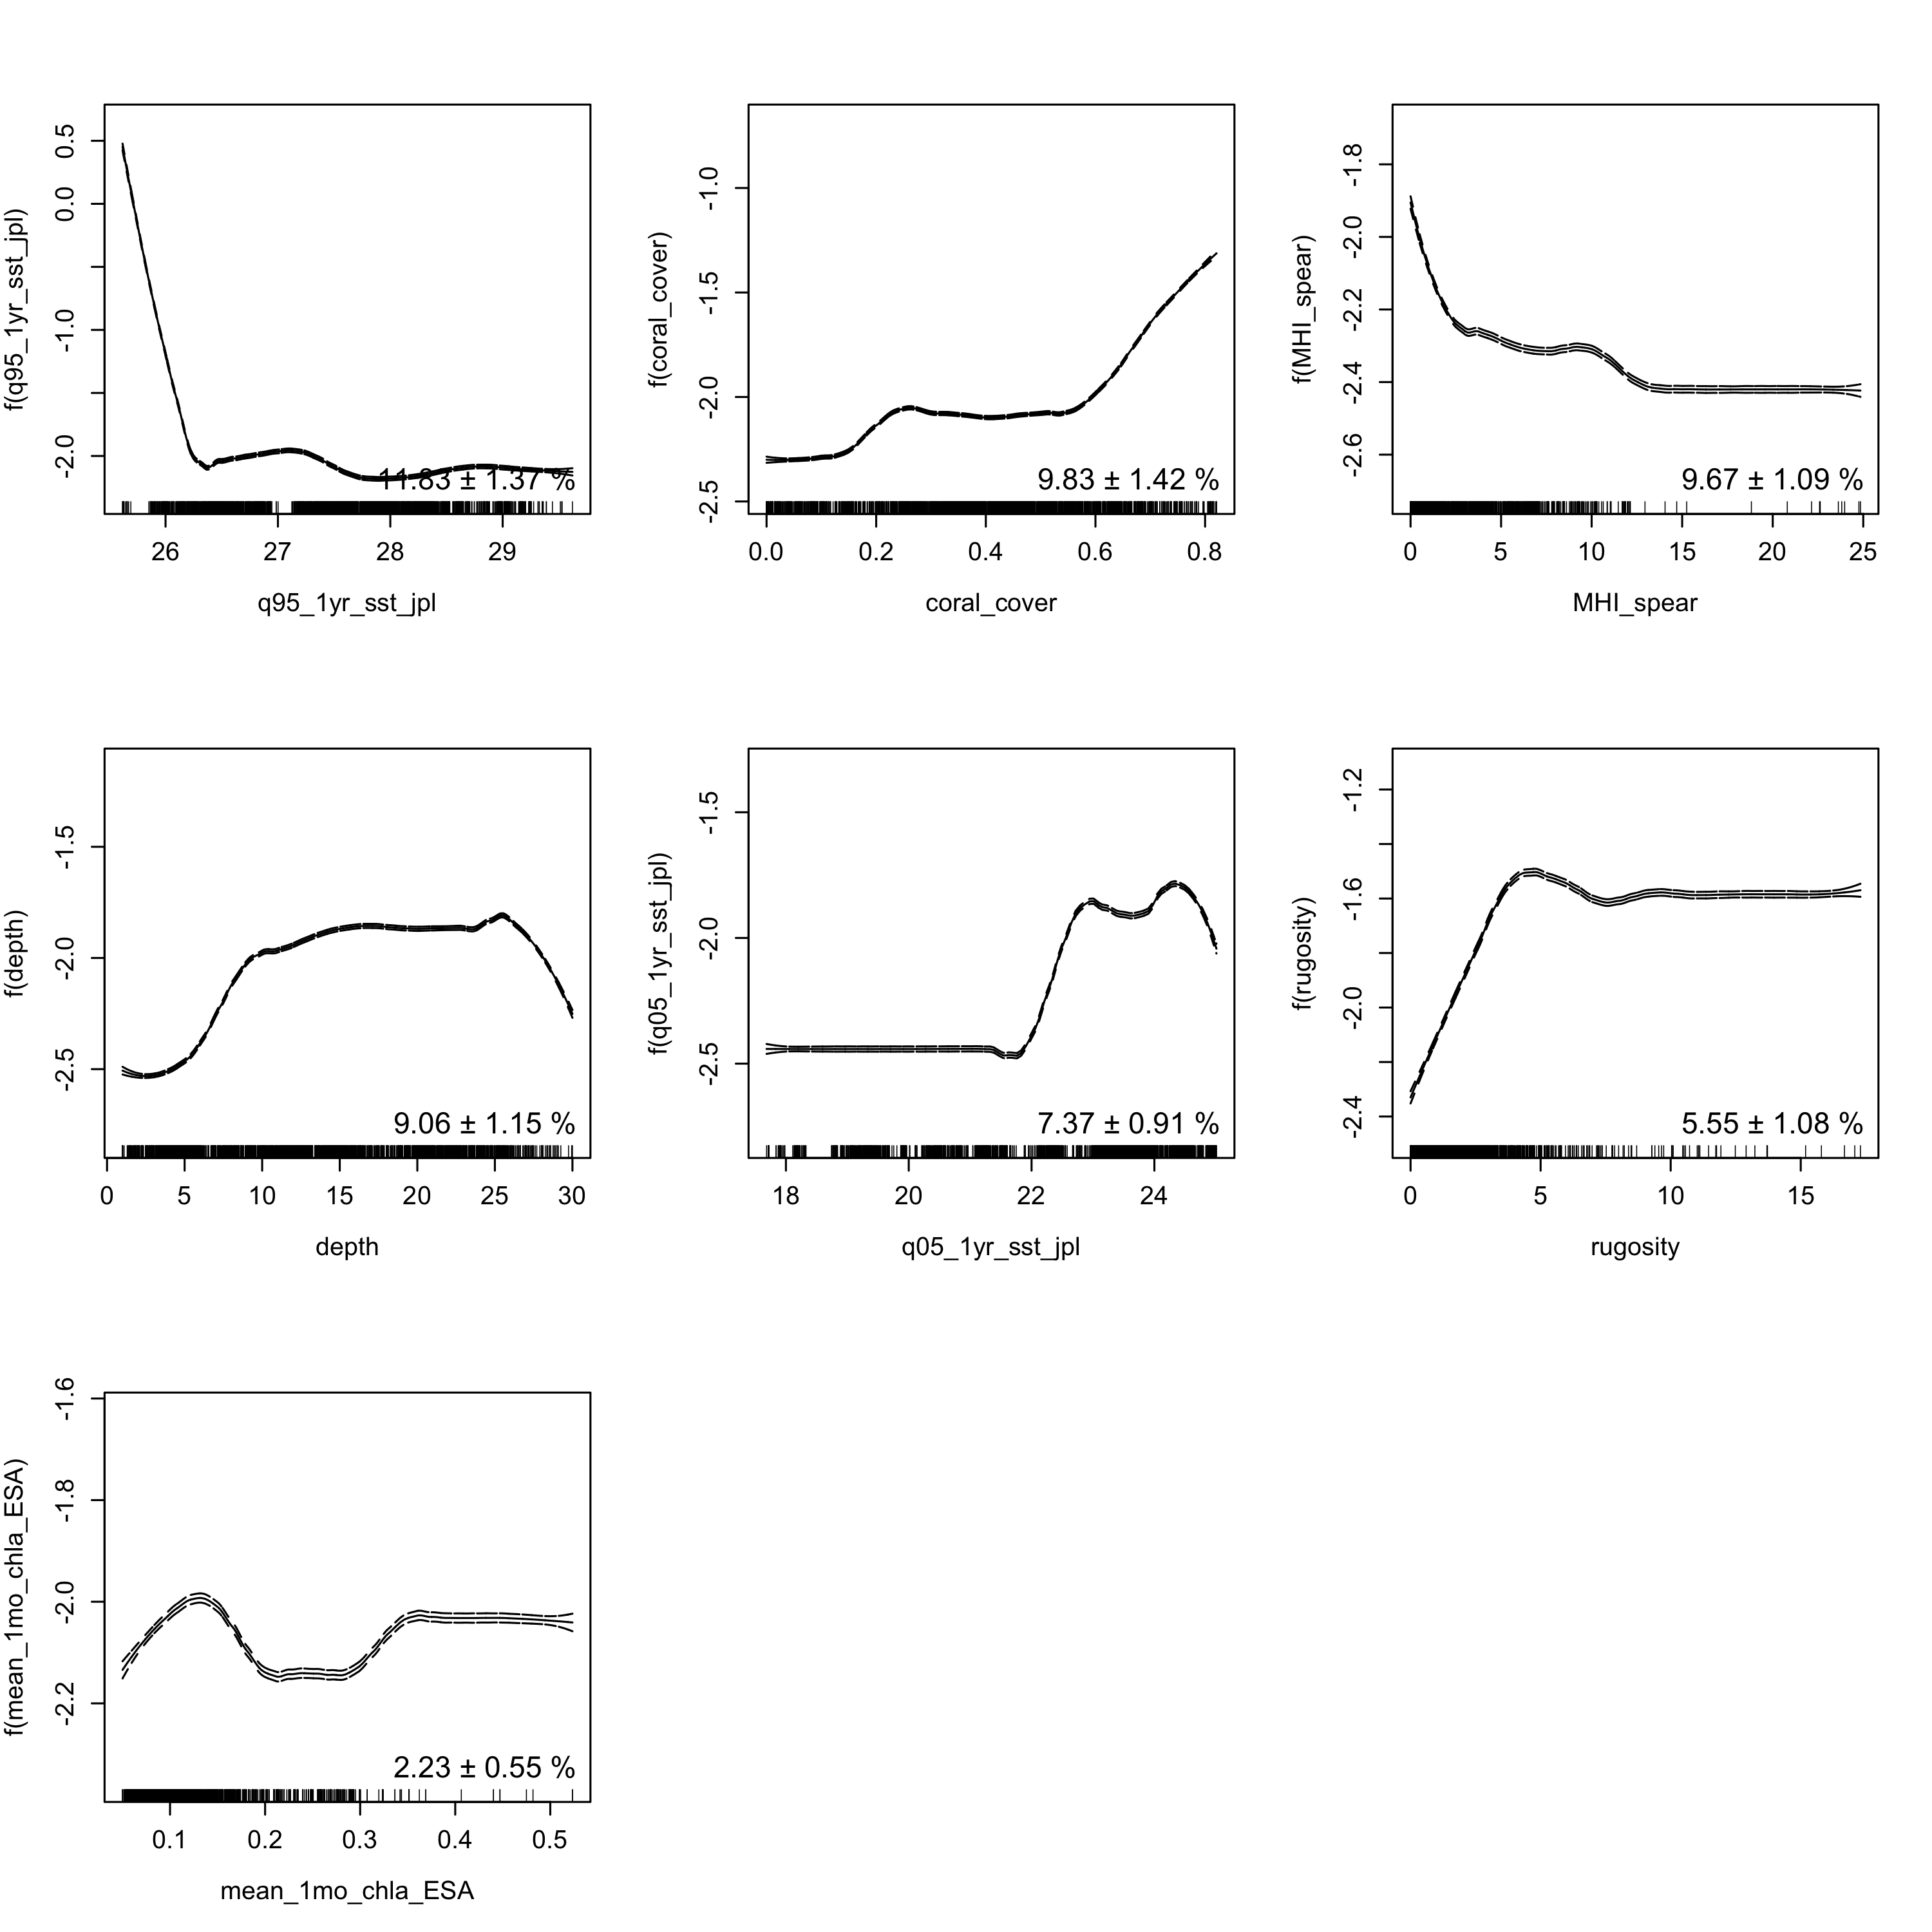 f(q95_1yr_sst_jpl)
0.5
0.0
-1.0
-2.0
11.83 ± 1.37 %
26 27 28 29
q95_1yr_sst_jpl
f(coral_cover)
-1.0
-1.5
-2.0
-2.5
9.83 ± 1.42 %
0.0 0.2 0.4 0.6 0.8
coral_cover
f(MHI_spear)
-1.8
-2.0
-2.2
-2.4
-2.6
9.67 ± 1.09 %
0 5 10 15 20 25
MHI_spear
f(depth)
-1.5
-2.0
-2.5
9.06 ± 1.15 %
0 5 10 15 20 25 30
depth
f(q05_1yr_sst_jpl)
-1.5
-2.0
-2.5
7.37 ± 0.91 %
18 20 22 24
q05_1yr_sst_jpl
f(rugosity)
-1.2
-1.6
-2.0
-2.4
5.55 ± 1.08 %
0 5 10 15
rugosity
f(mean_1mo_chla_ESA)
-1.6
-1.8
-2.0
-2.2
2.23 ± 0.55 %
0.1 0.2 0.3 0.4 0.5
mean_1mo_chla_ESA